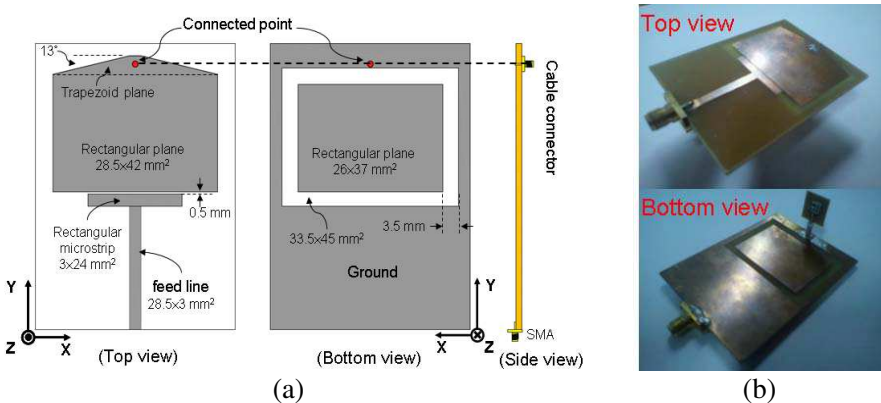 Connected point
13°
Trapezoid plane
Rectangular plane
28.5×42 mm²
0.5 mm
Rectangular
microstrip
3×24 mm²
feed line
28.5×3 mm²
Y
Z
X
(Top view)
Rectangular plane
26×37 mm²
33.5×45 mm²
3.5 mm
Ground
Y
X
Z
(Bottom view)
Cable connector
SMA
(Side view)
(a)
Top view
Bottom view
(b)